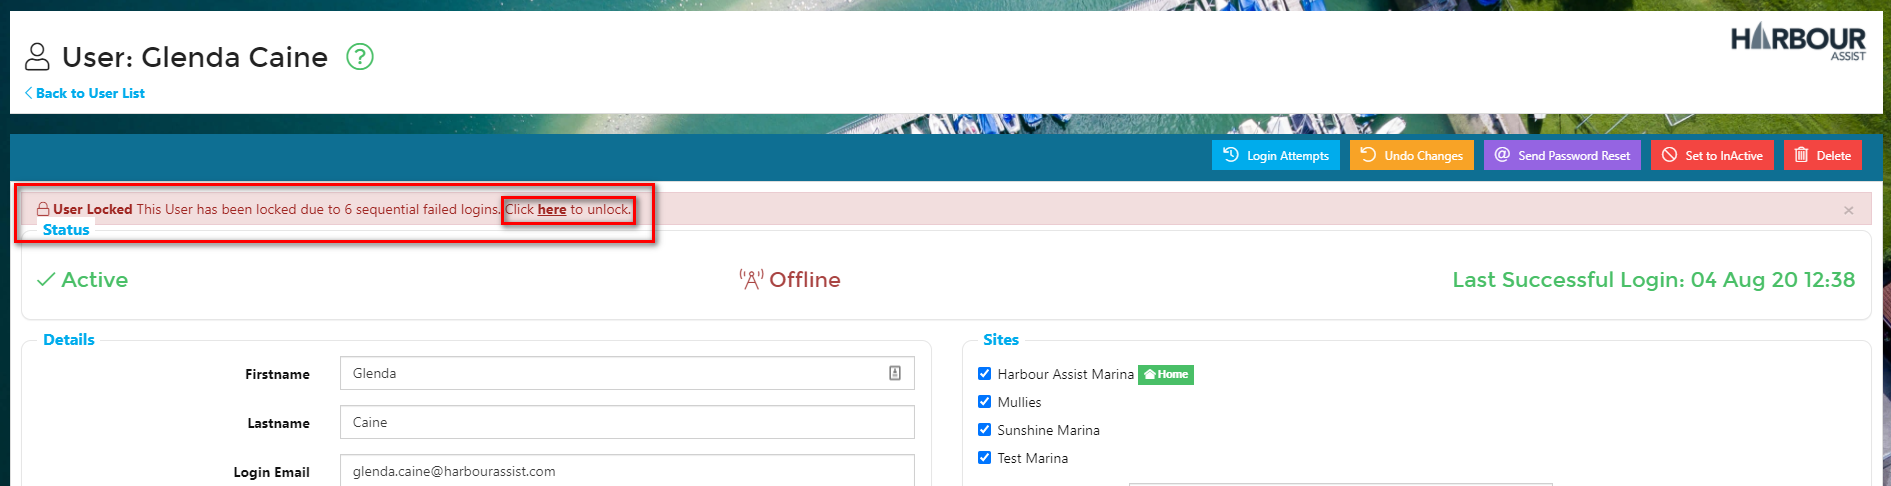 HARBOUR
ASSIST
User: Glenda Caine ?
Back to User List
Login Attempts Undo Changes @ Send Password Reset Set to InActive Delete
User Locked This User has been locked due to 6 sequential failed logins. Click here to unlock. ×
Status
Active Offline Last Successful Login: 04 Aug 20 12:38
Details Sites
Firstname Glenda Harbour Assist Marina Home
Mullies
Lastname Caine
Sunshine Marina
Test Marina
Login Email glenda.caine@harbourassist.com